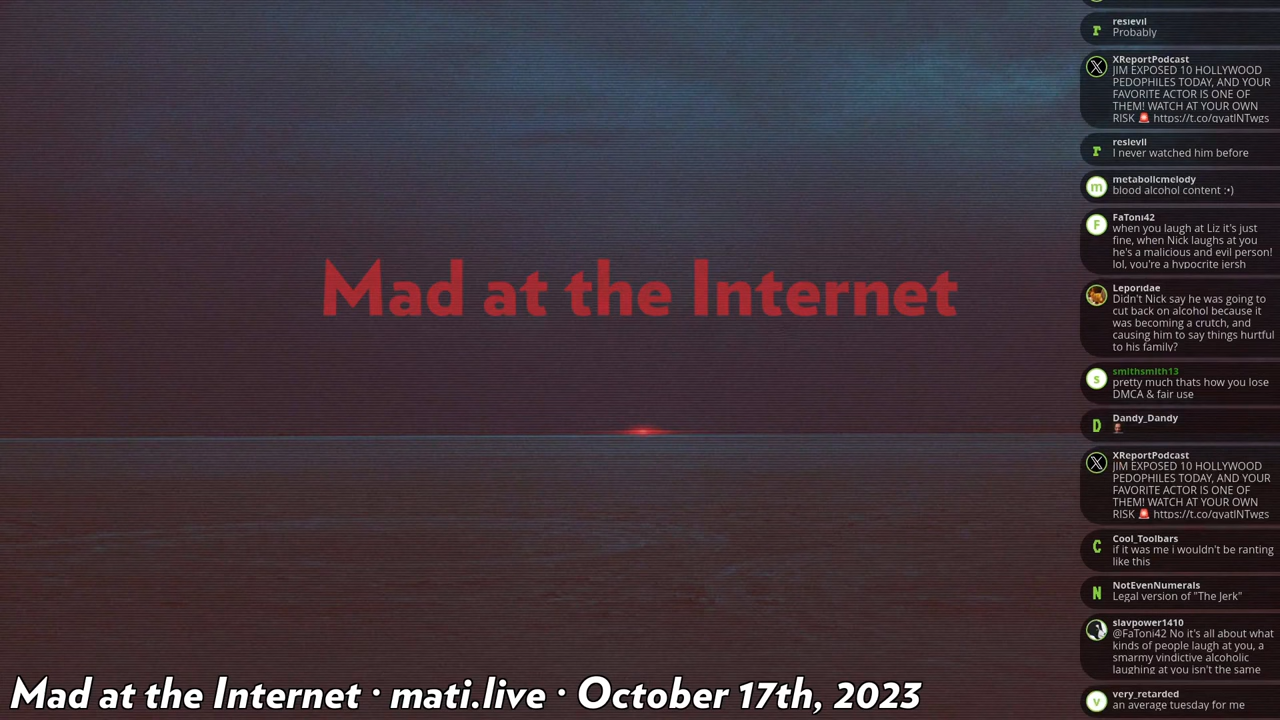 Mad at the Internet
Mad at the Internet · mati.live · October 17th, 2023
resievil
Probably
XReportPodcast
JIM EXPOSED 10 HOLLYWOOD
PEDOPHILES TODAY, AND YOUR
FAVORITE ACTOR IS ONE OF
THEM! WATCH AT YOUR OWN
RISK 🚨
resievil
I never watched him before
metabolicmelody
blood alcohol content :•)
FaToni42
when you laugh at Liz it's just
fine, when Nick laughs at you
he's a malicious and evil person!
lol, you're a hypocrite jersh
Leporidae
Didn't Nick say he was going to
cut back on alcohol because it
was becoming a crutch, and
causing him to say things hurtful
to his family?
smithsmith13
pretty much thats how you lose
DMCA & fair use
Dandy_Dandy
XReportPodcast
JIM EXPOSED 10 HOLLYWOOD
PEDOPHILES TODAY, AND YOUR
FAVORITE ACTOR IS ONE OF
THEM! WATCH AT YOUR OWN
RISK 🚨
Cool_Toolbars
if it was me i wouldn't be ranting
like this
NotEvenNumerals
Legal version of "The Jerk"
slavpower1410
@FaToni42 No it's all about what
kinds of people laugh at you, a
smarmy vindictive alcoholic
laughing at you isn't the same
very_retarded
an average tuesday for me